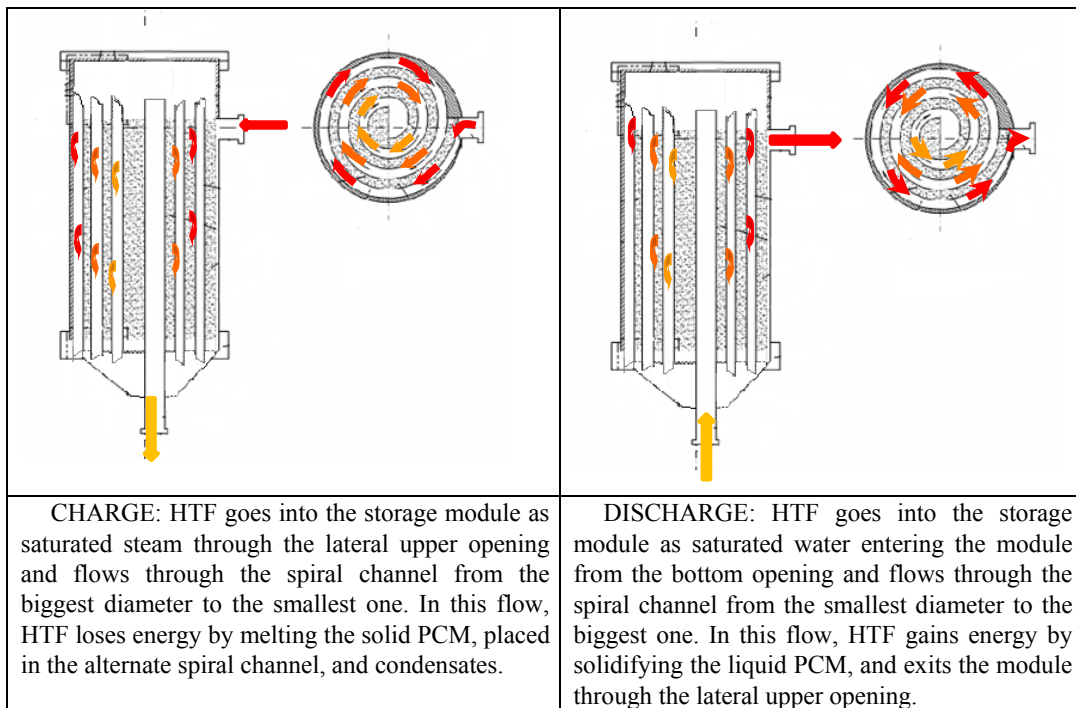 CHARGE: HTF goes into the storage module as
saturated steam through the lateral upper opening
and flows through the spiral channel from the
biggest diameter to the smallest one. In this flow,
HTF loses energy by melting the solid PCM, placed
in the alternate spiral channel, and condensates.
DISCHARGE: HTF goes into the storage
module as saturated water entering the module
from the bottom opening and flows through the
spiral channel from the smallest diameter to the
biggest one. In this flow, HTF gains energy by
solidifying the liquid PCM, and exits the module
through the lateral upper opening.